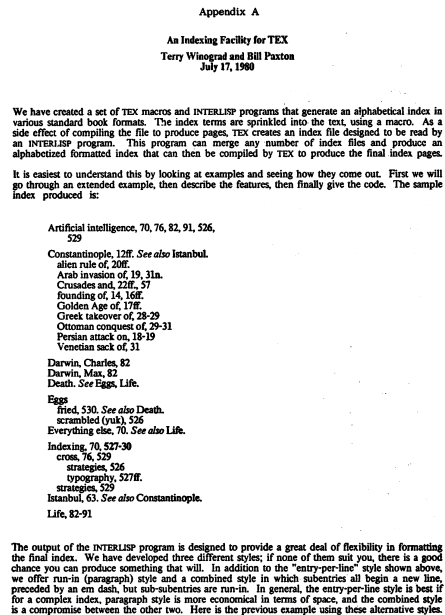 Appendix A
An Indexing Facility for TEX
Terry Winograd and Bill Paxton
July 17, 1980
We have created a set of TEX macros and INTERLISP programs that generate an alphabetical index in
various standard book formats. The index terms are sprinkled into the text, using a macro. As a
side effect of compiling the file to produce pages, TEX creates an index file designed to be read by
an INTERLISP program. This program can merge any number of index files and produce an
alphabetized formatted index that can then be compiled by TEX to produce the final index pages.
It is easiest to understand this by looking at examples and seeing how they come out. First we will
go through an extended example, then describe the features, then finally give the code. The sample
index produced is:
Artificial intelligence, 70, 76, 82, 91, 526,
529
Constantinople, 12ff. See also Istanbul.
alien rule of, 20ff.
Arab invasion of, 19, 31n.
Crusades and, 22ff., 57
founding of, 14, 16ff.
Golden Age of, 17ff.
Greek takeover of, 28-29
Ottoman conquest of, 29-31
Persian attack on, 18-19
Venetian sack of, 31
Darwin, Charles, 82
Darwin, Max, 82
Death. See Eggs, Life.
Eggs
fried, 530. See also Death.
scrambled (yuk), 526
Everything else, 70. See also Life.
Indexing, 70, 527-30
cross, 76, 529
strategies, 526
typography, 527ff.
strategies, 529
Istanbul, 63. See also Constantinople.
Life, 82-91
The output of the INTERLISP program is designed to provide a great deal of flexibility in formatting
the final index. We have developed three different styles; if none of them suit you, there is a good
chance you can produce something that will. In addition to the "entry-per-line" style shown above,
we offer run-in (paragraph) style and a combined style in which subentries all begin a new line,
preceded by an em dash, but sub-subentries are run-in. In general, the entry-per-line style is best if
for a complex index, paragraph style is more economical in terms of space, and the combined style
is a compromise between the other two. Here is the previous example using these alternative styles.